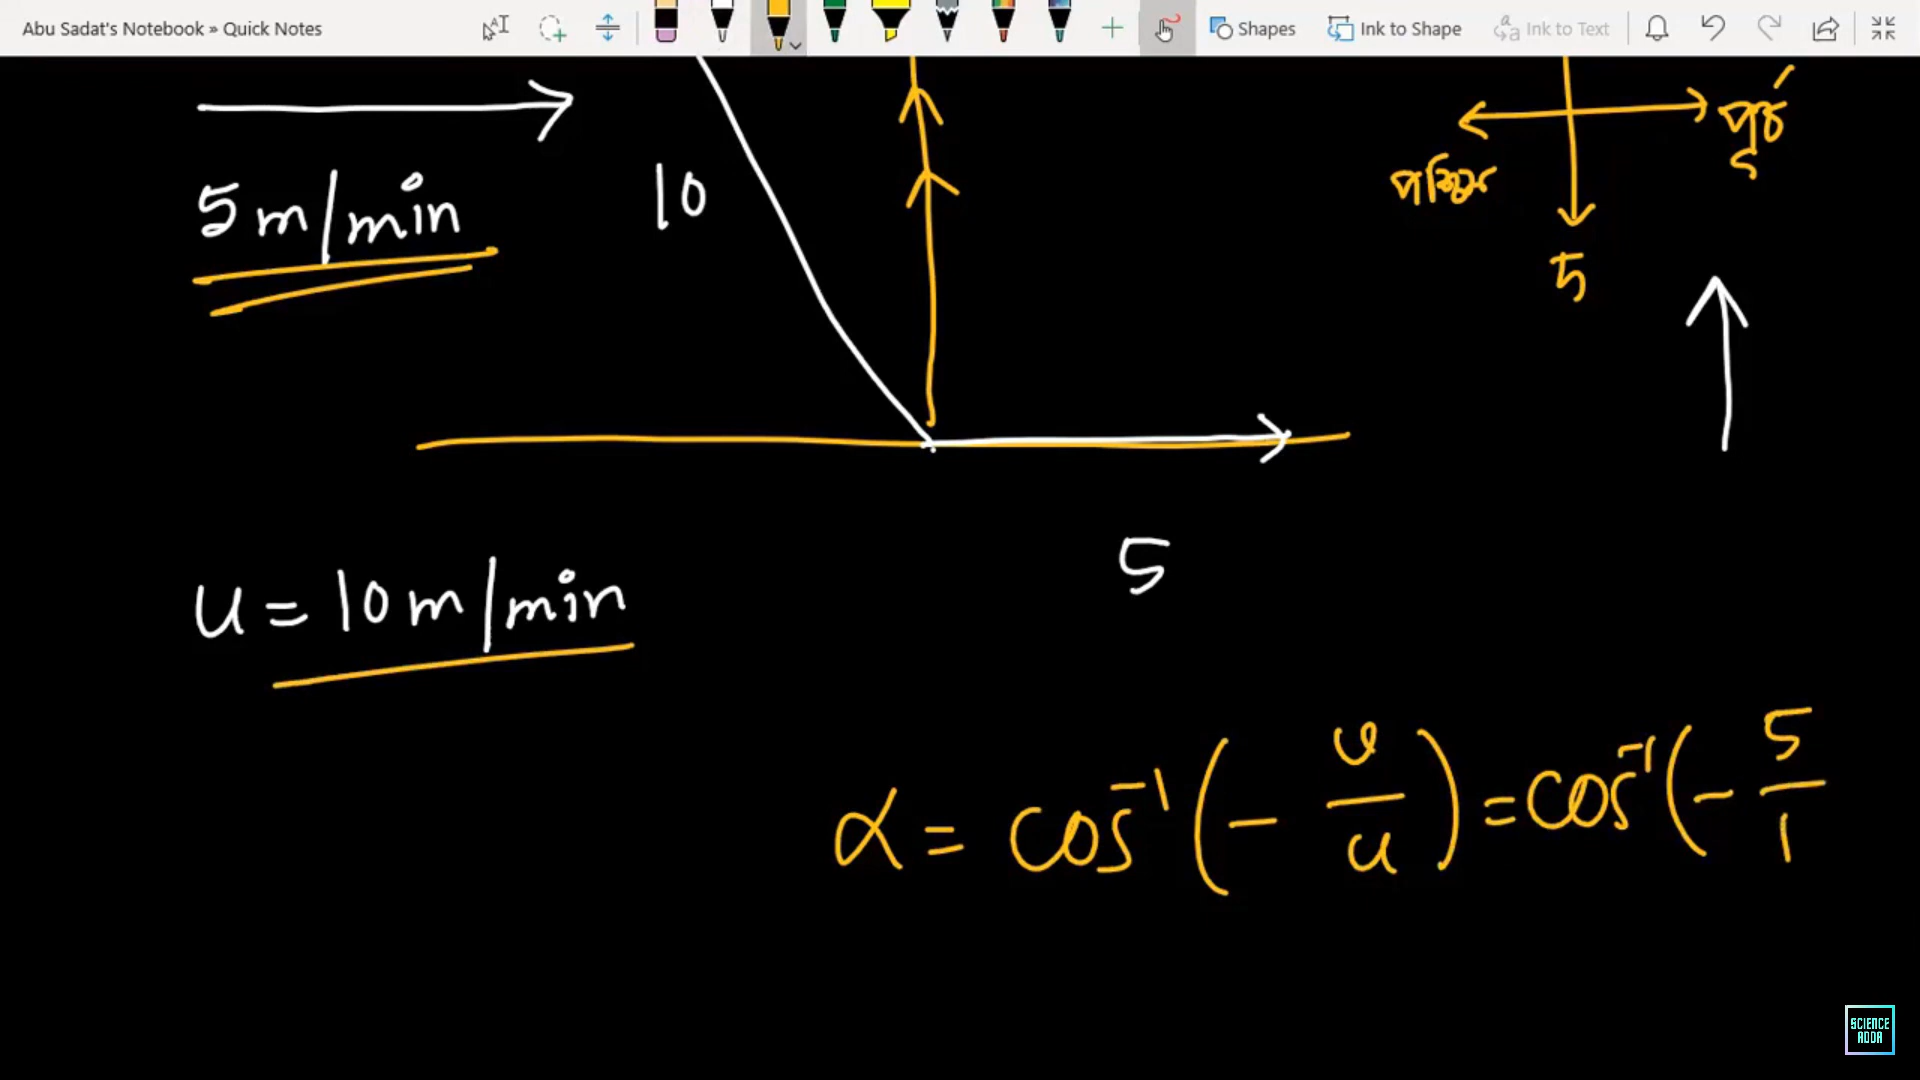 Abu Sadat's Notebook » Quick Notes
Shapes
Ink to Shape
Ink to Text
পূর্ব
5 m/min
10
পশ্চিম
5
5
u = 10 m/min
α = cos⁻¹ (- v/u) = cos⁻¹ (- 5/1
SCIENCE
ADDA